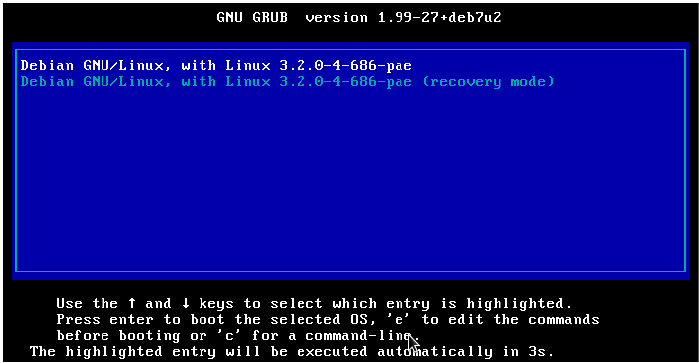 GNU GRUB  version 1.99-27+deb7u2
Debian GNU/Linux, with Linux 3.2.0-4-686-pae
Debian GNU/Linux, with Linux 3.2.0-4-686-pae (recovery mode)
Use the ↑ and ↓ keys to select which entry is highlighted.
Press enter to boot the selected OS, 'e' to edit the commands
before booting or 'c' for a command-line.
The highlighted entry will be executed automatically in 3s.